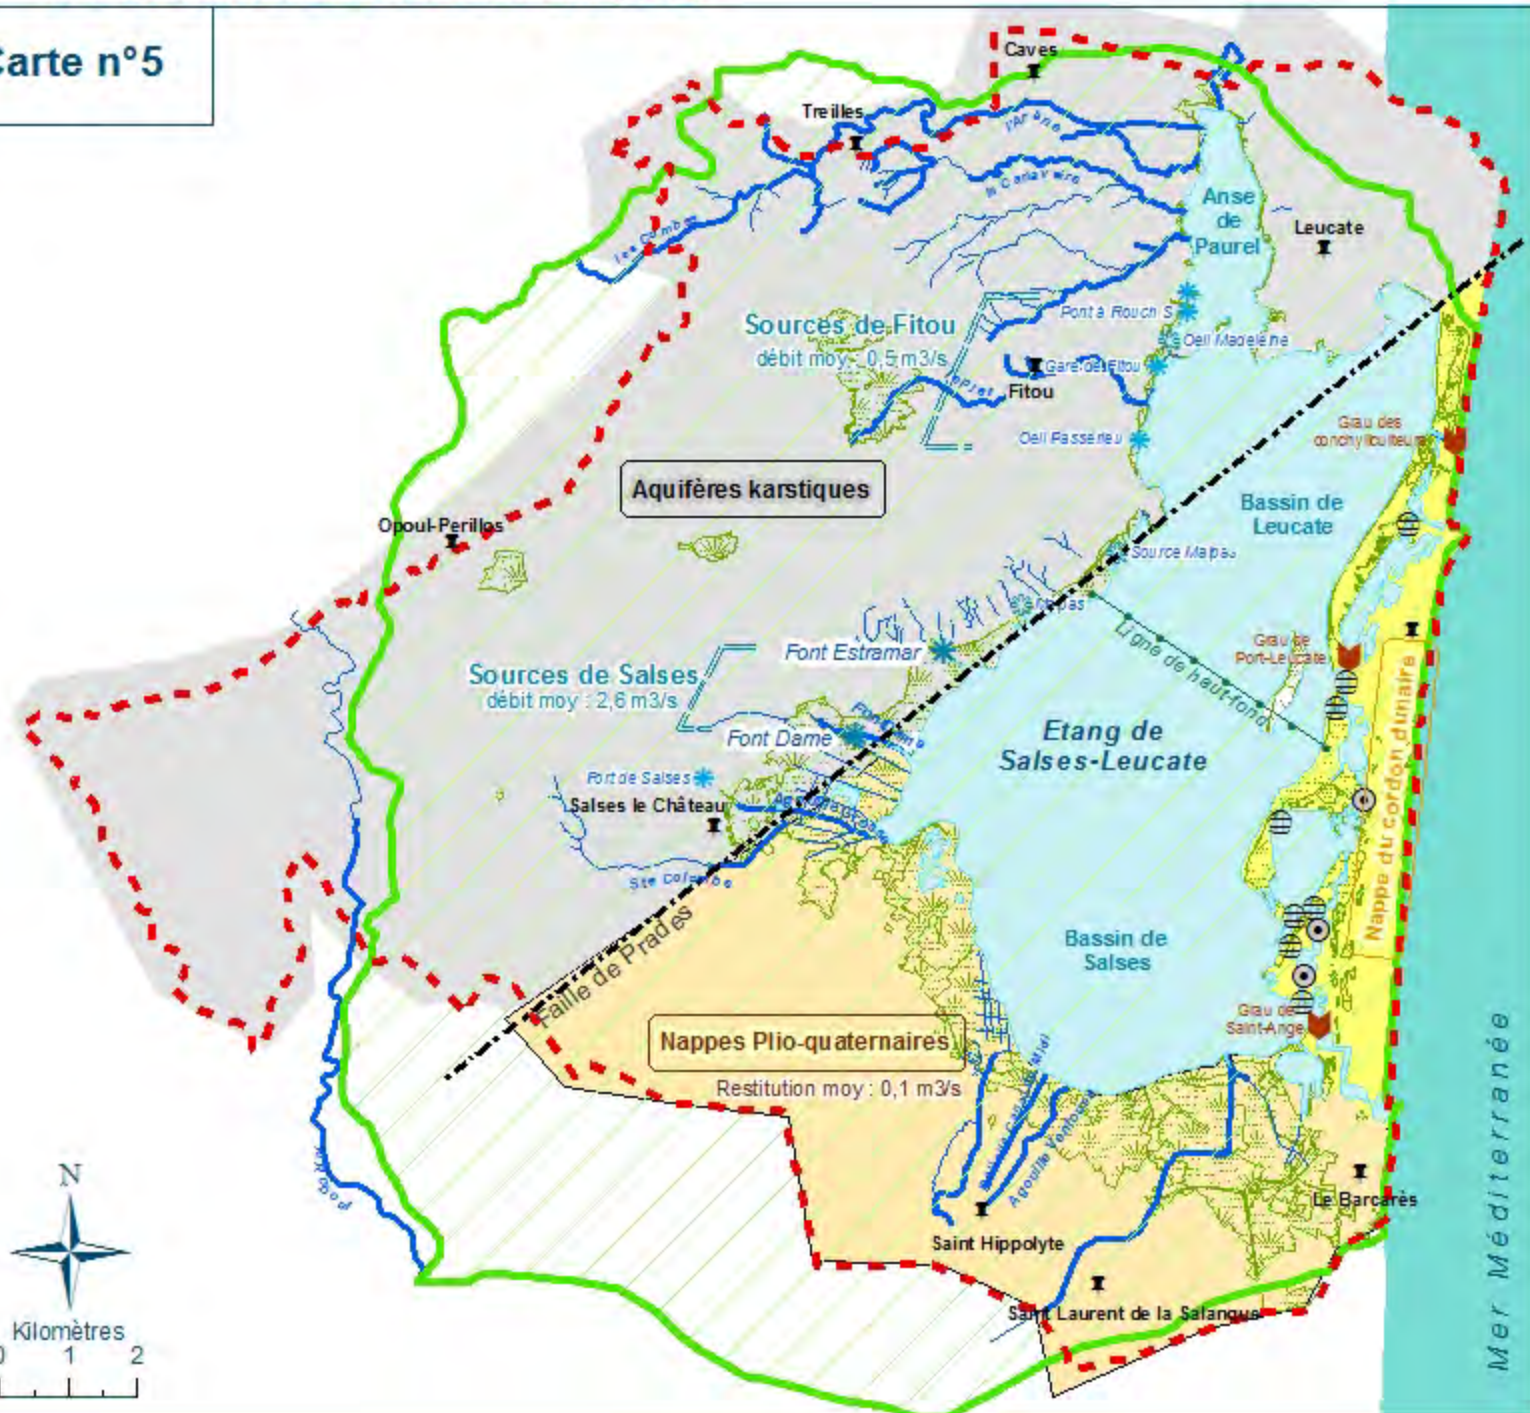 Carte n°5
Caves
Treilles
l'Arène
les Combes
Anse
de
Paurel
Leucate
Sources de Fitou
débit moy : 0,5 m3/s
Pont à Rouch S
Oeil Madeleine
Gare de Fitou
Fitou
Oeil Passerieu
Grau des
conchyliculteurs
Aquifères karstiques
Bassin de
Leucate
Opoul-Perillos
Source Malpas
Malpas
Ligne de haut-fond
Grau de
Port-Leucate
Font Estramar
Sources de Salses
débit moy : 2,6 m3/s
Font Dame
Etang de
Salses-Leucate
Nappe du cordon dunaire
Port de Salses
Salses le Château
Ste Colombe
Faille de Prades
Bassin de
Salses
Grau de
Saint-Ange
Nappes Plio-quaternaires
Restitution moy : 0,1 m3/s
Agouille Ventouse
Le Barcarès
Saint Hippolyte
Saint Laurent de la Salanque
Mer Méditerranée
N
Kilomètres
0 1 2